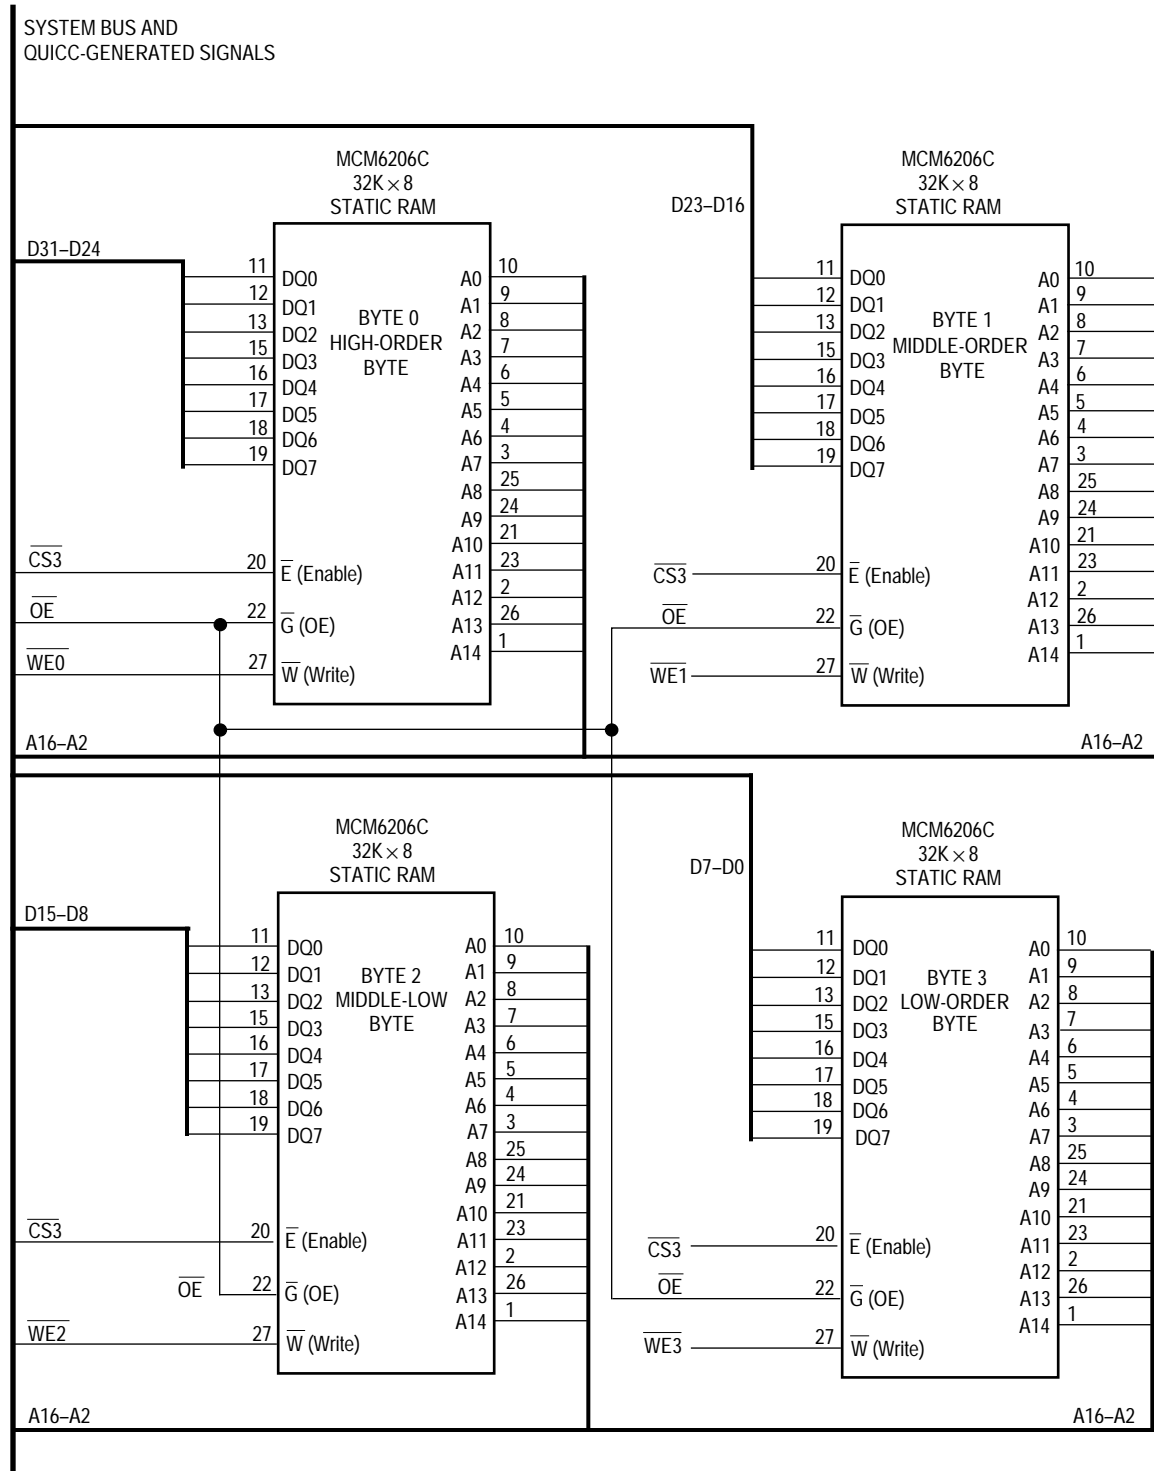 SYSTEM BUS AND
QUICC-GENERATED SIGNALS
MCM6206C
32K × 8
STATIC RAM
D31–D24
11 DQ0
12 DQ1
13 DQ2
15 DQ3
16 DQ4
17 DQ5
18 DQ6
19 DQ7
BYTE 0
HIGH-ORDER
BYTE
A0 10
A1 9
A2 8
A3 7
A4 6
A5 5
A6 4
A7 3
A8 25
A9 24
A10 21
A11 23
A12 2
A13 26
A14 1
CS3 20 E (Enable)
OE 22 G (OE)
WE0 27 W (Write)
A16–A2
MCM6206C
32K × 8
STATIC RAM
D23–D16
11 DQ0
12 DQ1
13 DQ2
15 DQ3
16 DQ4
17 DQ5
18 DQ6
19 DQ7
BYTE 1
MIDDLE-ORDER
BYTE
A0 10
A1 9
A2 8
A3 7
A4 6
A5 5
A6 4
A7 3
A8 25
A9 24
A10 21
A11 23
A12 2
A13 26
A14 1
CS3 20 E (Enable)
OE 22 G (OE)
WE1 27 W (Write)
A16–A2
MCM6206C
32K × 8
STATIC RAM
D15–D8
11 DQ0
12 DQ1
13 DQ2
15 DQ3
16 DQ4
17 DQ5
18 DQ6
19 DQ7
BYTE 2
MIDDLE-LOW
BYTE
A0 10
A1 9
A2 8
A3 7
A4 6
A5 5
A6 4
A7 3
A8 25
A9 24
A10 21
A11 23
A12 2
A13 26
A14 1
CS3 20 E (Enable)
OE 22 G (OE)
WE2 27 W (Write)
A16–A2
MCM6206C
32K × 8
STATIC RAM
D7–D0
11 DQ0
12 DQ1
13 DQ2
15 DQ3
16 DQ4
17 DQ5
18 DQ6
19 DQ7
BYTE 3
LOW-ORDER
BYTE
A0 10
A1 9
A2 8
A3 7
A4 6
A5 5
A6 4
A7 3
A8 25
A9 24
A10 21
A11 23
A12 2
A13 26
A14 1
CS3 20 E (Enable)
OE 22 G (OE)
WE3 27 W (Write)
A16–A2